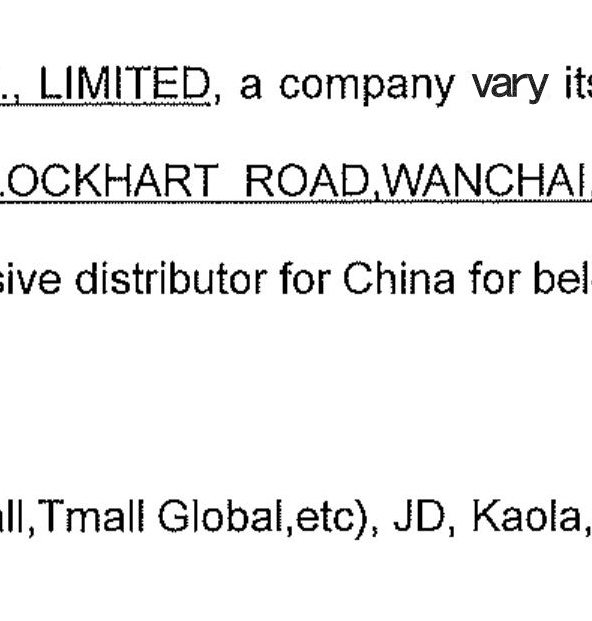 ., LIMITED, a company vary its
.OCKHART ROAD,WANCHAI,
sive distributor for China for bel
all,Tmall Global,etc), JD, Kaola,